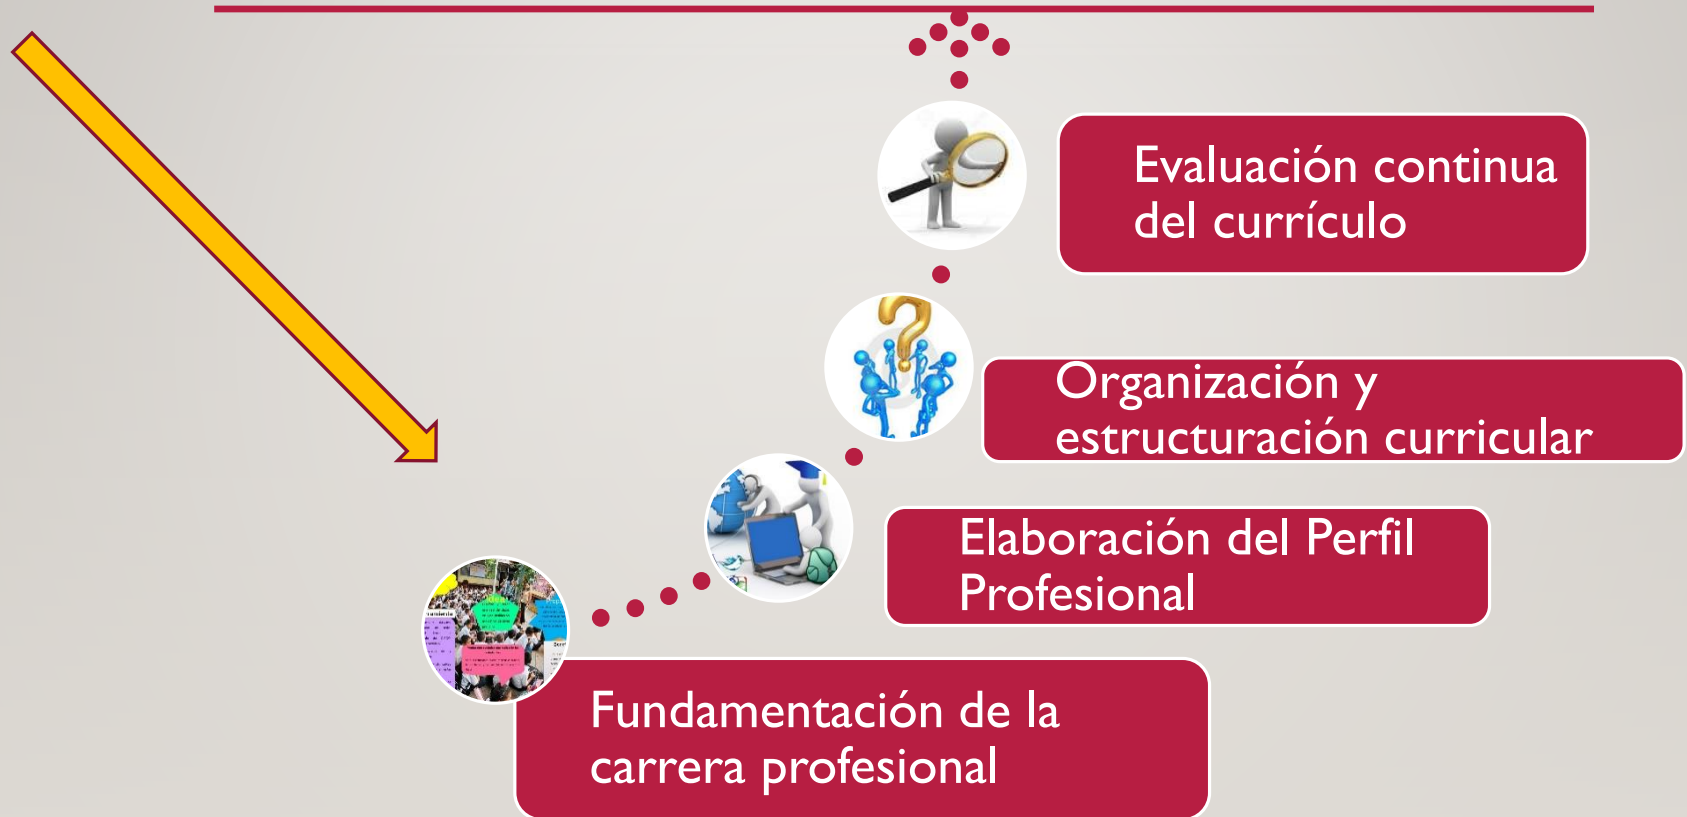 Evaluación continua
del currículo
Organización y
estructuración curricular
Elaboración del Perfil
Profesional
Fundamentación de la
carrera profesional